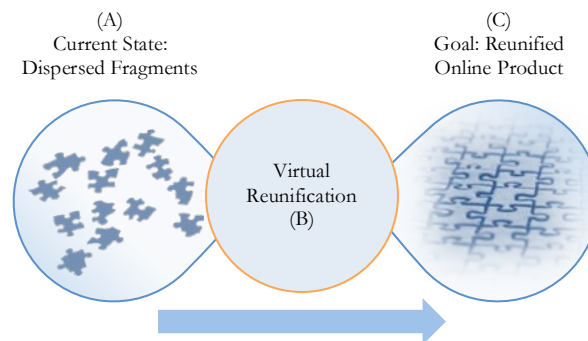 (A)
Current State:
Dispersed Fragments
Virtual
Reunification
(B)
(C)
Goal: Reunified
Online Product